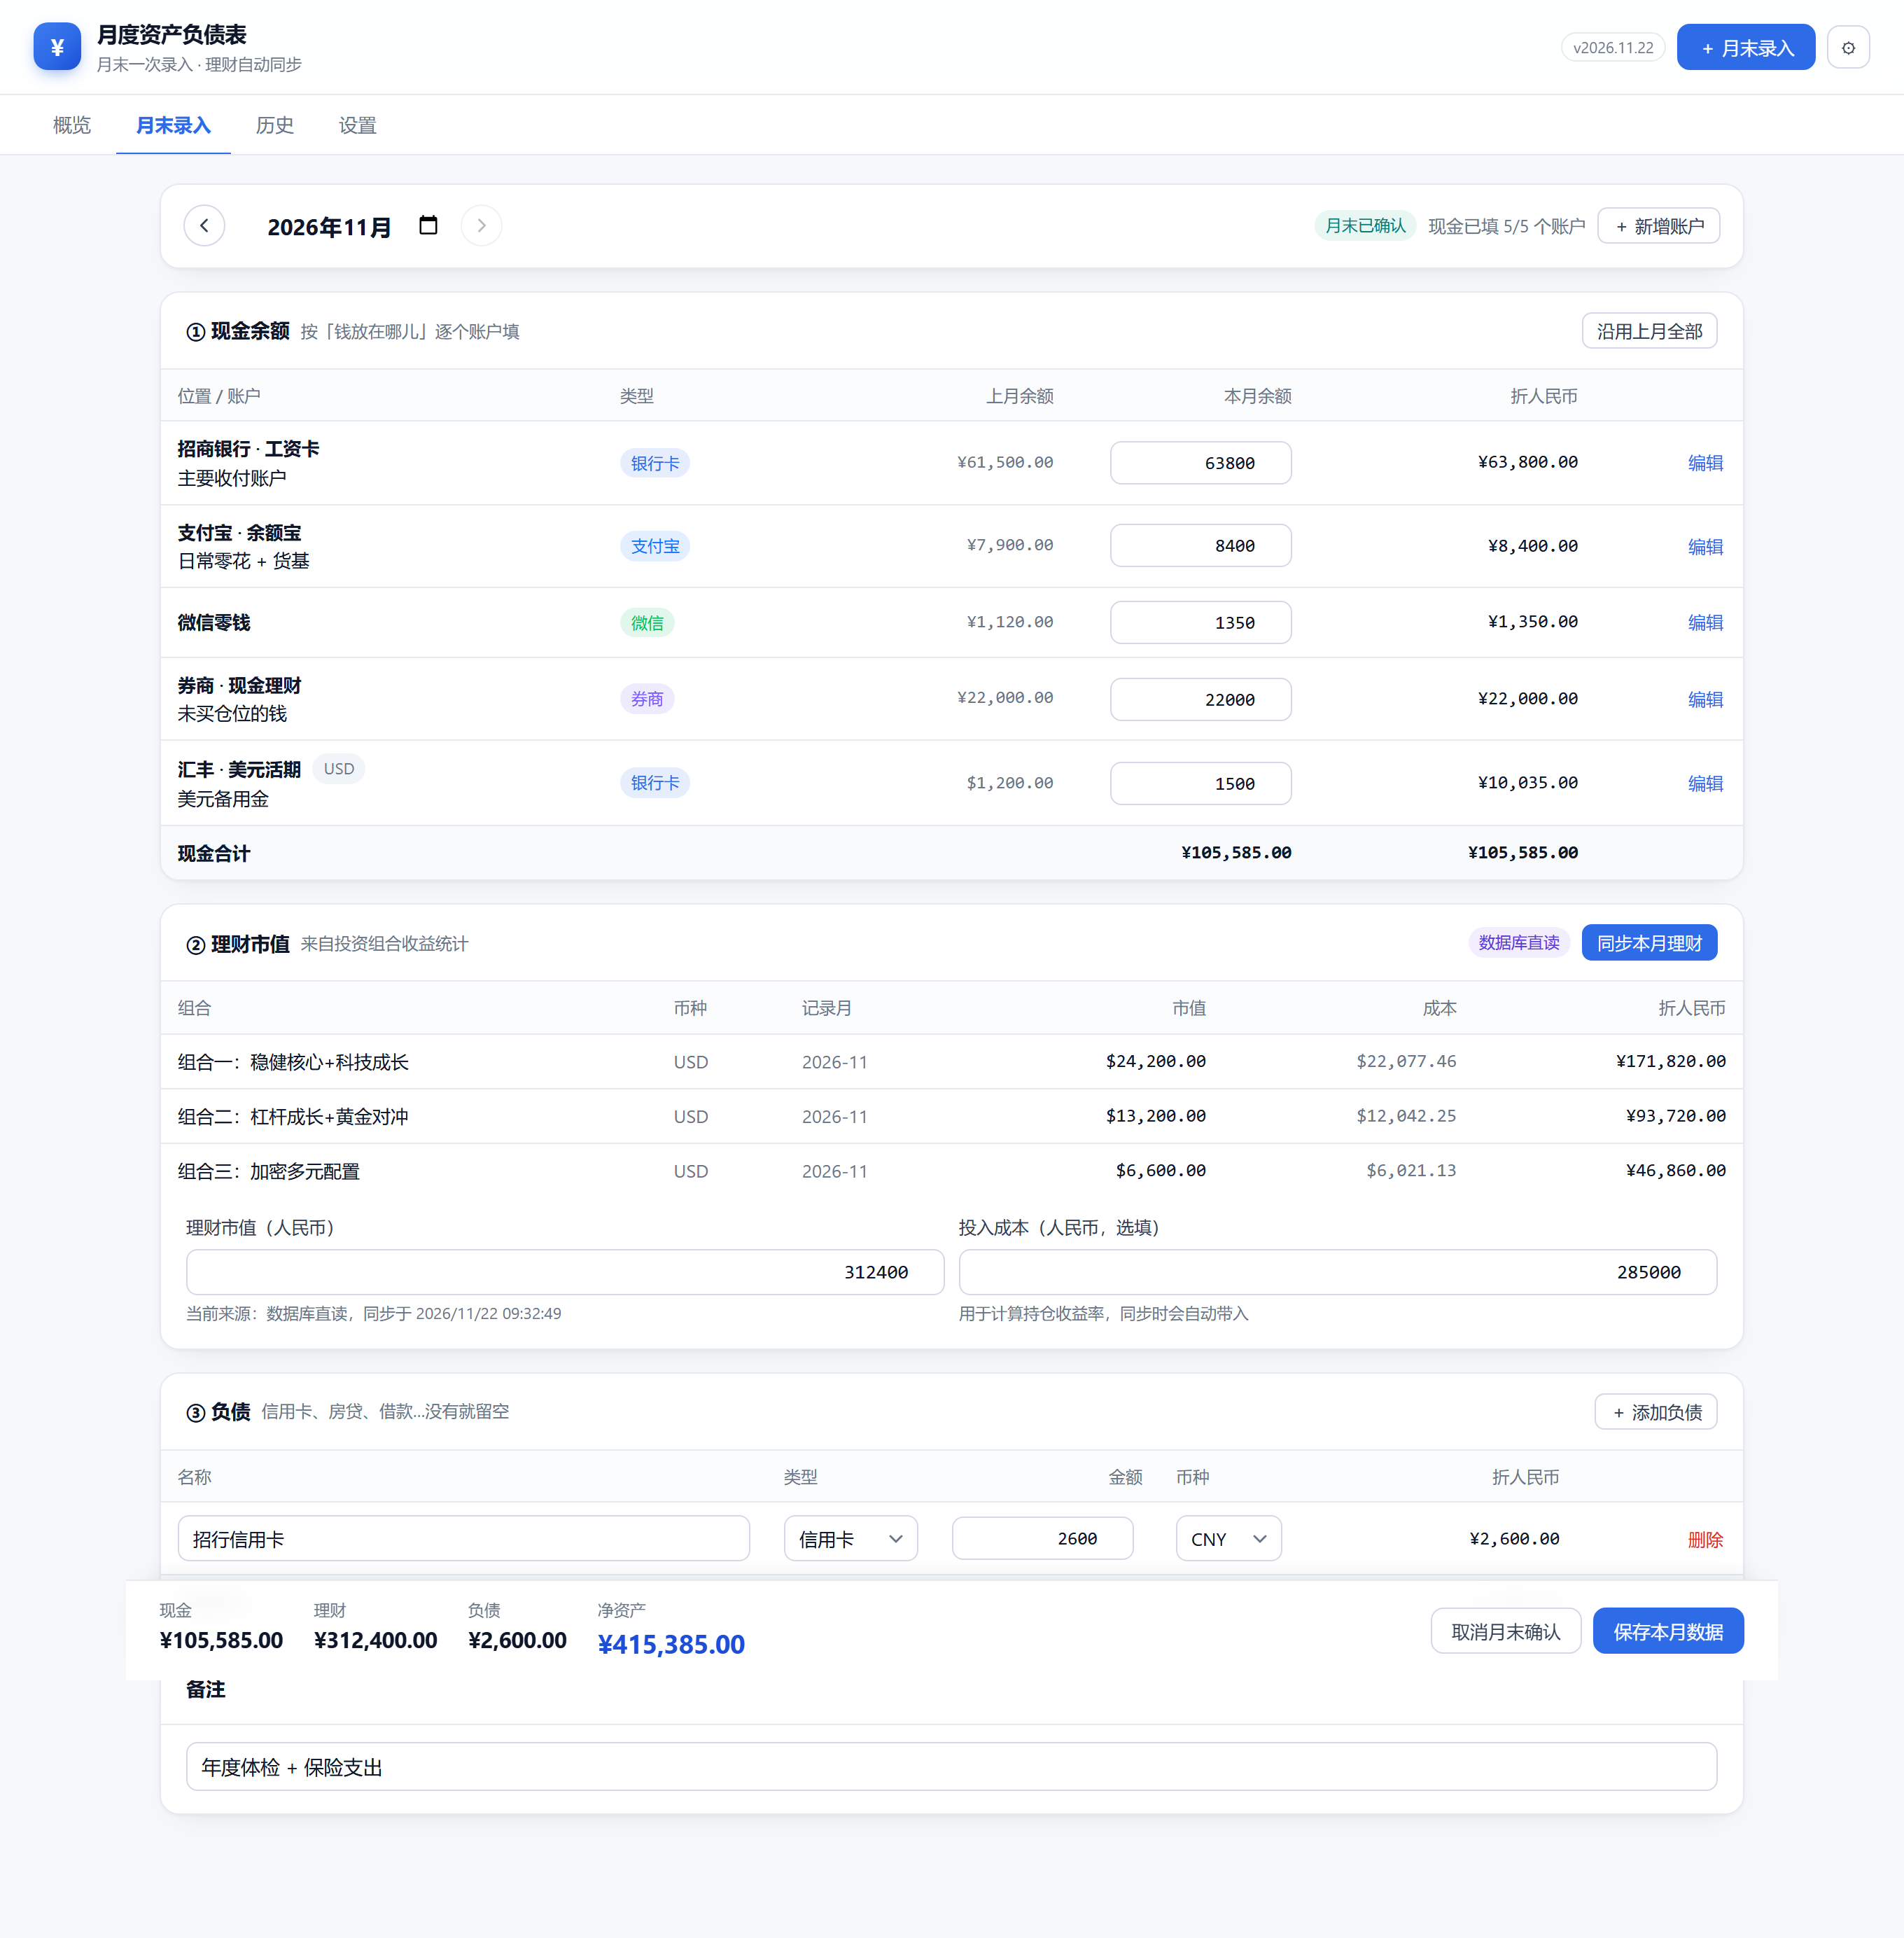 ¥
月度资产负债表
月末一次录入 · 理财自动同步
v2026.11.22
+ 月末录入
概览
月末录入
历史
设置
2026年11月
月末已确认
现金已填 5/5 个账户
+ 新增账户
① 现金余额 按「钱放在哪儿」逐个账户填
沿用上月全部
位置 / 账户 类型 上月余额 本月余额 折人民币
招商银行 · 工资卡
主要收付账户
银行卡 ¥61,500.00 63800 ¥63,800.00 编辑
支付宝 · 余额宝
日常零花 + 货基
支付宝 ¥7,900.00 8400 ¥8,400.00 编辑
微信零钱 微信 ¥1,120.00 1350 ¥1,350.00 编辑
券商 · 现金理财
未买仓位的钱
券商 ¥22,000.00 22000 ¥22,000.00 编辑
汇丰 · 美元活期 USD
美元备用金
银行卡 $1,200.00 1500 ¥10,035.00 编辑
现金合计 ¥105,585.00 ¥105,585.00
② 理财市值 来自投资组合收益统计
数据库直读
同步本月理财
组合 币种 记录月 市值 成本 折人民币
组合一：稳健核心+科技成长 USD 2026-11 $24,200.00 $22,077.46 ¥171,820.00
组合二：杠杆成长+黄金对冲 USD 2026-11 $13,200.00 $12,042.25 ¥93,720.00
组合三：加密多元配置 USD 2026-11 $6,600.00 $6,021.13 ¥46,860.00
理财市值（人民币）
312400
当前来源：数据库直读，同步于 2026/11/22 09:32:49
投入成本（人民币，选填）
285000
用于计算持仓收益率，同步时会自动带入
③ 负债 信用卡、房贷、借款…没有就留空
+ 添加负债
名称 类型 金额 币种 折人民币
招行信用卡 信用卡 2600 CNY ¥2,600.00 删除
现金
¥105,585.00
理财
¥312,400.00
负债
¥2,600.00
净资产
¥415,385.00
取消月末确认
保存本月数据
备注
年度体检 + 保险支出